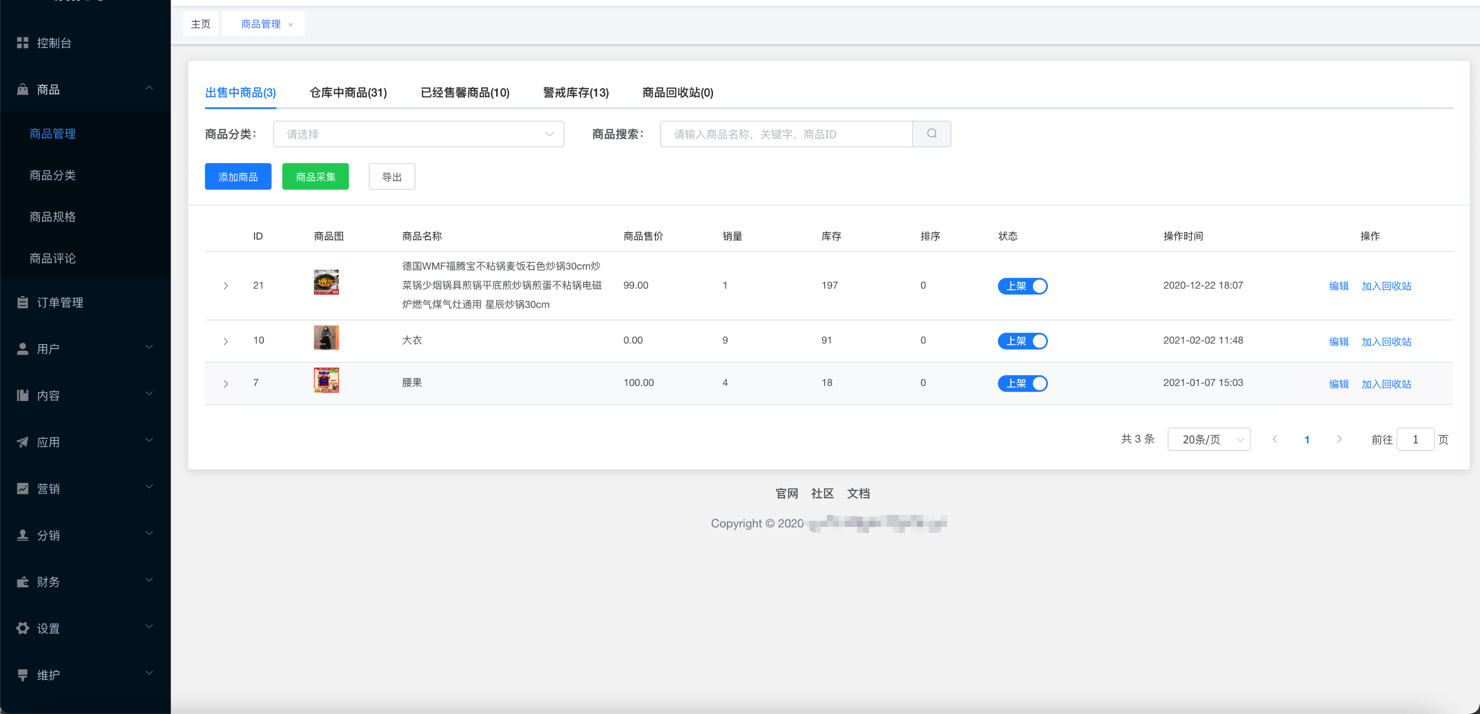 主页 商品管理 ×
控制台
商品
商品管理
商品分类
商品规格
商品评论
订单管理
用户
内容
应用
营销
分销
财务
设置
维护
出售中商品(3) 仓库中商品(31) 已经售馨商品(10) 警戒库存(13) 商品回收站(0)
商品分类： 请选择 商品搜索： 请输入商品名称，关键字，商品ID
添加商品 商品采集 导出
ID 商品图 商品名称 商品售价 销量 库存 排序 状态 操作时间 操作
德国WMF福腾宝不粘锅麦饭石色炒锅30cm炒
21 菜锅少烟锅具煎锅平底煎炒锅煎蛋不粘锅电磁 99.00 1 197 0 上架 2020-12-22 18:07 编辑 加入回收站
炉燃气煤气灶通用 星辰炒锅30cm
10 大衣 0.00 9 91 0 上架 2021-02-02 11:48 编辑 加入回收站
7 腰果 100.00 4 18 0 上架 2021-01-07 15:03 编辑 加入回收站
共 3 条 20条/页 1 前往 1 页
官网 社区 文档
Copyright © 2020